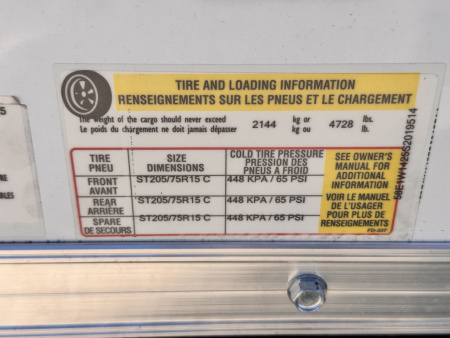 TIRE AND LOADING INFORMATION
RENSEIGNEMENTS SUR LES PNEUS ET LE CHARGEMENT
The weight of the cargo should never exceed 2144 kg or 4728 lbs.
Le poids du chargement ne doit jamais dépasser kg ou lb.
TIRE
PNEU
SIZE
DIMENSIONS
COLD TIRE PRESSURE
PRESSION DES
PNEUS A FROID
FRONT
AVANT
ST205/75R15 C
448 KPA / 65 PSI
REAR
ARRIÈRE
ST205/75R15 C
448 KPA / 65 PSI
SPARE
DE SECOURS
ST205/75R15 C
448 KPA / 65 PSI
SEE OWNER'S
MANUAL FOR
ADDITIONAL
INFORMATION
VOIR LE MANUEL
DE L'USAGER
POUR PLUS DE
RENSEIGNEMENTS